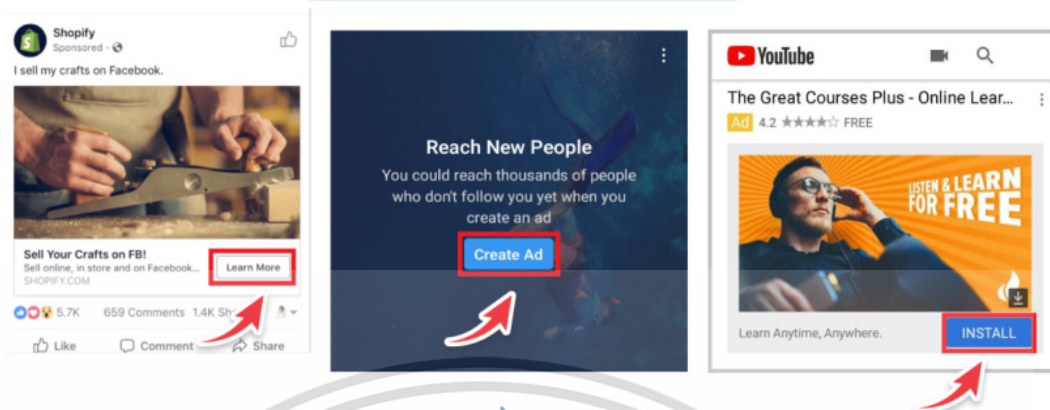 Shopify
Sponsored ·
I sell my crafts on Facebook.
Sell Your Crafts on FB!
Sell online, in store and on Facebook...
SHOPIFY.COM
Learn More
5.7K 659 Comments 1.4K Sh
Like Comment Share
Reach New People
You could reach thousands of people
who don't follow you yet when you
create an ad
Create Ad
YouTube
The Great Courses Plus - Online Lear...
Ad 4.2 ★★★★☆ FREE
LISTEN & LEARN
FOR FREE
Learn Anytime, Anywhere.
INSTALL